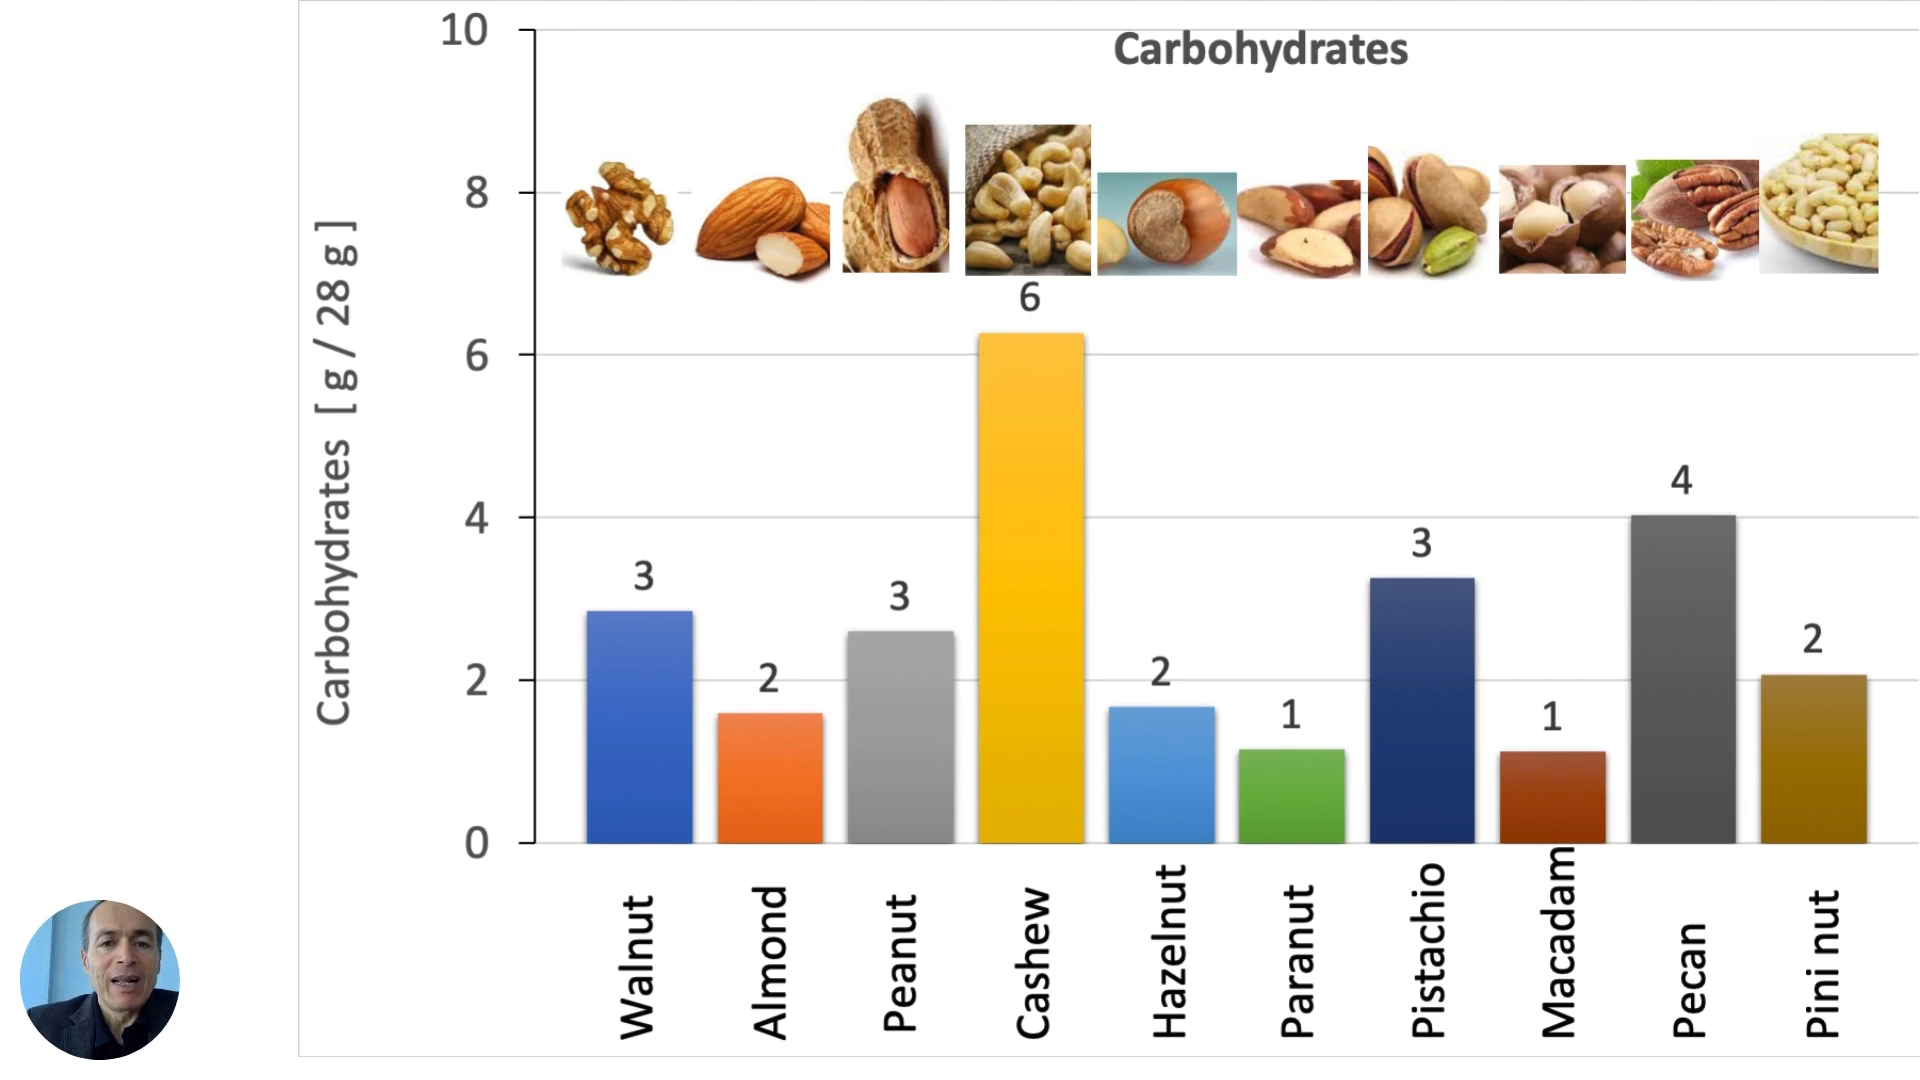 Carbohydrates
Carbohydrates [ g / 28 g ]
10
8
6
4
2
0
3
2
3
6
2
1
3
1
4
2
Walnut
Almond
Peanut
Cashew
Hazelnut
Paranut
Pistachio
Macadam
Pecan
Pini nut